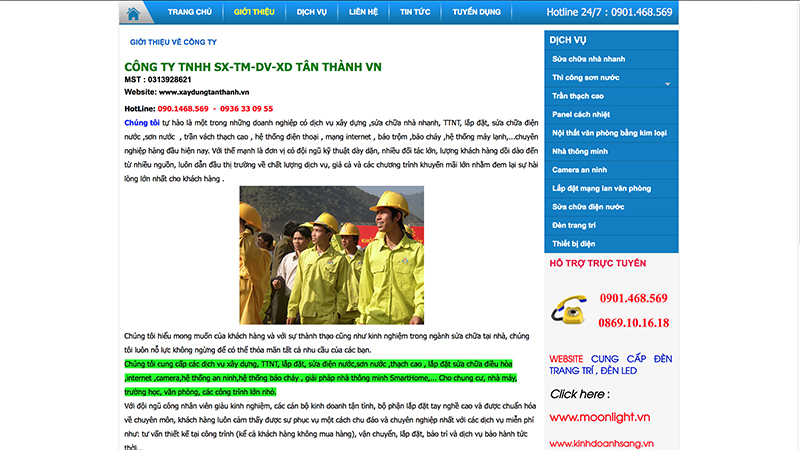 TRANG CHỦ GIỚI THIỆU DỊCH VỤ LIÊN HỆ TIN TỨC TUYỂN DỤNG Hotline 24/7 : 0901.468.569
GIỚI THIỆU VỀ CÔNG TY
CÔNG TY TNHH SX-TM-DV-XD TÂN THÀNH VN
MST : 0313928621
Website: www.xaydungtanthanh.vn
HotLine: 090.1468.569 - 0936 33 09 55
Chúng tôi tự hào là một trong những doanh nghiệp có dịch vụ xây dựng ,sửa chữa nhà nhanh, TTNT, lắp đặt, sửa chữa điện
nước ,sơn nước , trần vách thạch cao , hệ thống điện thoại , mạng internet , báo trộm ,báo cháy ,hệ thống máy lạnh,...chuyên
nghiệp hàng đầu hiện nay. Với thế mạnh là đơn vị có đội ngũ kỹ thuật dày dặn, nhiều đối tác lớn, lượng khách hàng dồi dào đến
từ nhiều nguồn, luôn dẫn đầu thị trường về chất lượng dịch vụ, giá cả và các chương trình khuyến mãi lớn nhằm đem lại sự hài
lòng lớn nhất cho khách hàng .
Chúng tôi hiểu mong muốn của khách hàng và với sự thành thạo cũng như kinh nghiệm trong ngành sửa chữa tại nhà, chúng
tôi luôn nỗ lực không ngừng để có thể thỏa mãn tất cả nhu cầu của các bạn.
Chúng tôi cung cấp các dịch vụ xây dựng, TTNT, lắp đặt, sửa điện nước,sơn nước ,thạch cao , lắp đặt sửa chữa điều hòa
,internet ,camera,hệ thống an ninh,hệ thống báo cháy , giải pháp nhà thông minh SmartHome,... Cho chung cư, nhà máy,
trường học, văn phòng, các công trình lớn nhỏ.
Với đội ngũ công nhân viên giàu kinh nghiệm, các cán bộ kinh doanh tận tình, bộ phận lắp đặt tay nghề cao và được chuẩn hóa
về chuyên môn, khách hàng luôn cảm thấy được sự phục vụ một cách chu đáo và chuyên nghiệp nhất với các dịch vụ miễn phí
như: tư vấn thiết kế tại công trình (kể cả khách hàng không mua hàng), vận chuyển, lắp đặt, bảo trì và dịch vụ bảo hành tức
thời...
DỊCH VỤ
Sửa chữa nhà nhanh
Thi công sơn nước
Trần thạch cao
Panel cách nhiệt
Nội thất văn phòng bằng kim loại
Nhà thông minh
Camera an ninh
Lắp đặt mạng lan văn phòng
Sửa chữa điện nước
Đèn trang trí
Thiết bị điện
HỖ TRỢ TRỰC TUYẾN
0901.468.569
0869.10.16.18
WEBSITE CUNG CẤP ĐÈN
TRANG TRÍ , ĐÈN LED
Click here :
www.moonlight.vn
www.kinhdoanhsang.vn